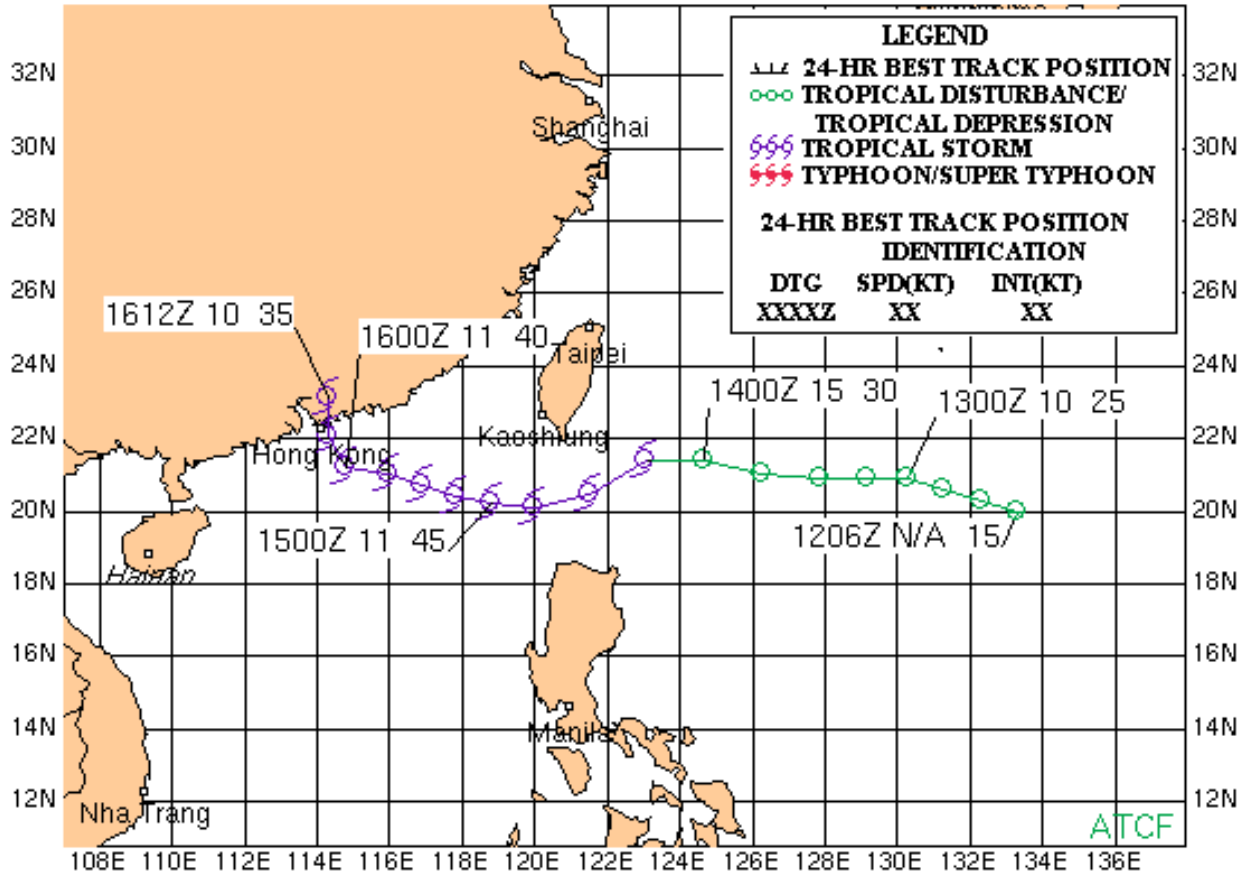 LEGEND
24-HR BEST TRACK POSITION
TROPICAL DISTURBANCE/
TROPICAL DEPRESSION
TROPICAL STORM
TYPHOON/SUPER TYPHOON
24-HR BEST TRACK POSITION
IDENTIFICATION
DTG SPD(KT) INT(KT)
XXXXZ XX XX
32N 32N
Shanghai
30N 30N
28N 28N
26N 26N
1612Z 10 35
1600Z 11 40
Taipei
24N 24N
1400Z 15 30
1300Z 10 25
22N 22N
Kaoshiung
Hong Kong
20N 20N
1500Z 11 45
1206Z N/A 15
Hainan
18N 18N
16N 16N
14N 14N
Manila
12N 12N
Nha Trang
ATCF
108E 110E 112E 114E 116E 118E 120E 122E 124E 126E 128E 130E 132E 134E 136E